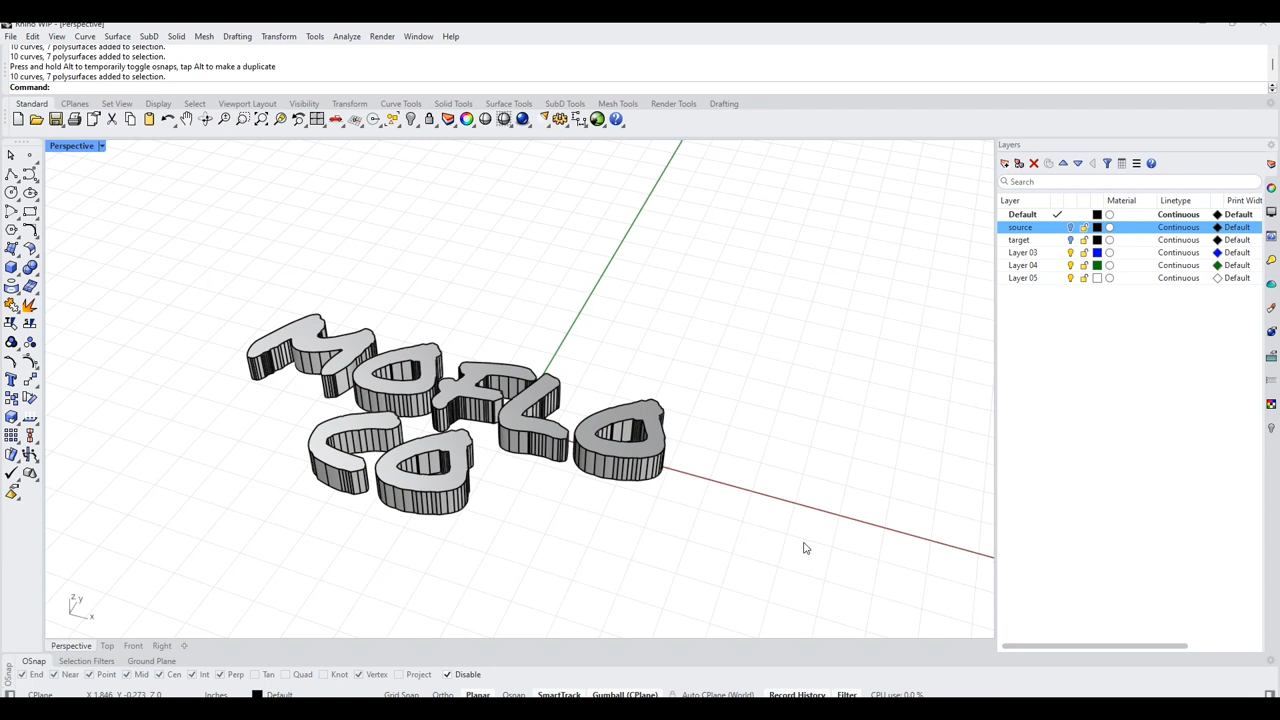 Rhino WIP - [Perspective]
File Edit View Curve Surface SubD Solid Mesh Drafting Transform Tools Analyze Render Window Help
10 curves, 7 polysurfaces added to selection.
10 curves, 7 polysurfaces added to selection.
Press and hold Alt to temporarily toggle osnaps, tap Alt to make a duplicate
10 curves, 7 polysurfaces added to selection.
Command:
Standard CPlanes Set View Display Select Viewport Layout Visibility Transform Curve Tools Solid Tools Surface Tools SubD Tools Mesh Tools Render Tools Drafting
Perspective
Layers
Search
Layer Material Linetype Print Widt
Default Continuous Default
source Continuous Default
target Continuous Default
Layer 03 Continuous Default
Layer 04 Continuous Default
Layer 05 Continuous Default
z y
x
Perspective Top Front Right
OSnap Selection Filters Ground Plane
OSnap
End Near Point Mid Cen Int Perp Tan Quad Knot Vertex Project Disable
CPlane X 1.846 Y -0.273 Z 0 Inches Default Grid Snap Ortho Planar Osnap SmartTrack Gumball (CPlane) Auto CPlane (World) Record History Filter CPU use: 0.0 %